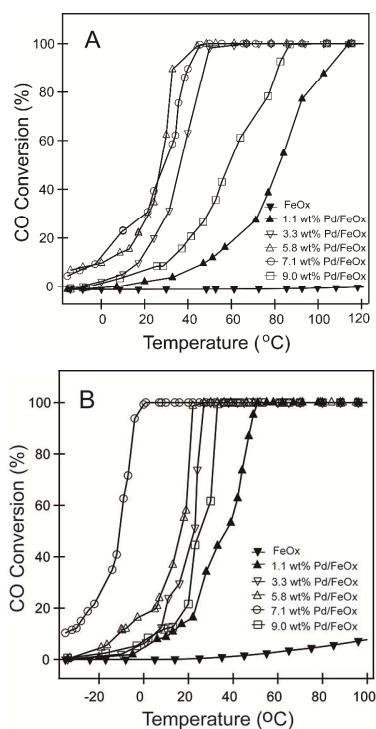 A
100
80
60
40
20
0
CO Conversion (%)
FeOx
1.1 wt% Pd/FeOx
3.3 wt% Pd/FeOx
5.8 wt% Pd/FeOx
7.1 wt% Pd/FeOx
9.0 wt% Pd/FeOx
0 20 40 60 80 100 120
Temperature (°C)
B
100
80
60
40
20
0
CO Conversion (%)
FeOx
1.1 wt% Pd/FeOx
3.3 wt% Pd/FeOx
5.8 wt% Pd/FeOx
7.1 wt% Pd/FeOx
9.0 wt% Pd/FeOx
-20 0 20 40 60 80 100
Temperature (ºC)